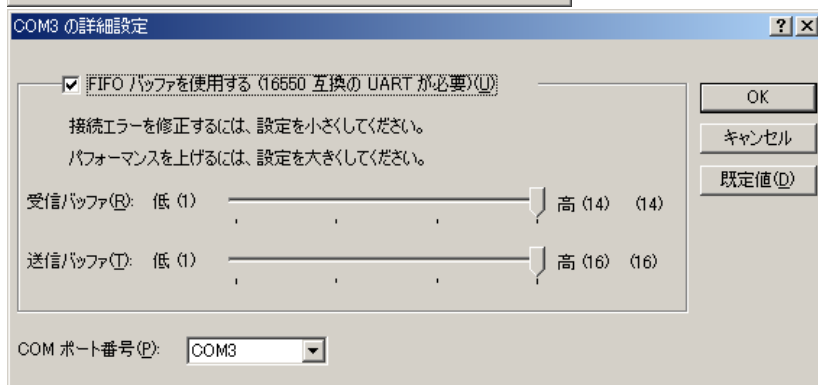 COM3 の詳細設定
FIFO バッファを使用する (16550 互換の UART が必要)(U)
OK
接続エラーを修正するには、設定を小さくしてください。
キャンセル
パフォーマンスを上げるには、設定を大きくしてください。
既定値(D)
受信バッファ(R): 低 (1) 高 (14) (14)
送信バッファ(T): 低 (1) 高 (16) (16)
COM ポート番号(P): COM3